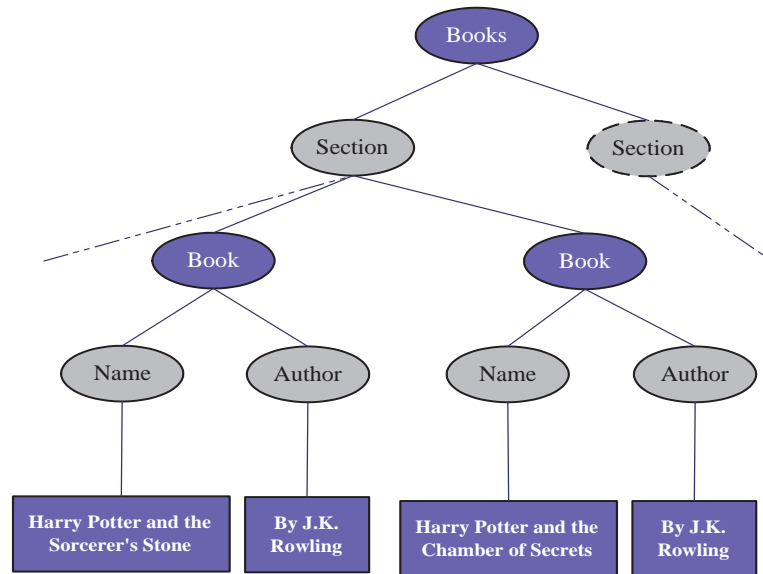 Books
Section
Section
Book
Book
Name
Author
Name
Author
Harry Potter and the
Sorcerer's Stone
By J.K.
Rowling
Harry Potter and the
Chamber of Secrets
By J.K.
Rowling